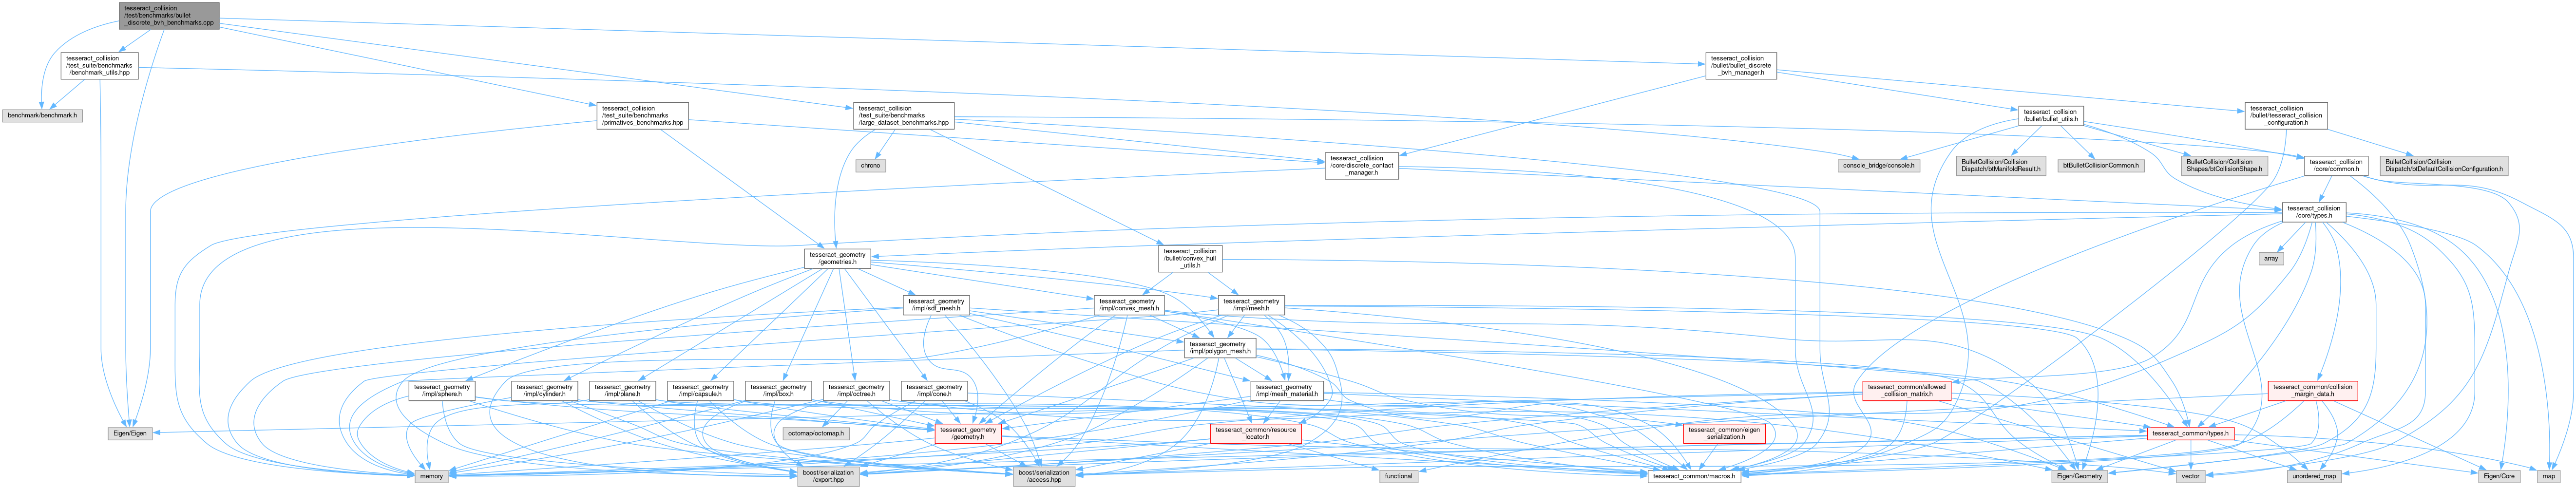 tesseract_collision
/test/benchmarks/bullet
_discrete_bvh_benchmarks.cpp
tesseract_collision
/test_suite/benchmarks
/benchmark_utils.hpp
tesseract_collision
/bullet/bullet_discrete
_bvh_manager.h
benchmark/benchmark.h
tesseract_collision
/test_suite/benchmarks
/primatives_benchmarks.hpp
tesseract_collision
/test_suite/benchmarks
/large_dataset_benchmarks.hpp
tesseract_collision
/bullet/bullet_utils.h
tesseract_collision
/bullet/tesseract_collision
_configuration.h
chrono
tesseract_collision
/core/discrete_contact
_manager.h
console_bridge/console.h
BulletCollision/Collision
Dispatch/btManifoldResult.h
btBulletCollisionCommon.h
BulletCollision/Collision
Shapes/btCollisionShape.h
tesseract_collision
/core/common.h
BulletCollision/Collision
Dispatch/btDefaultCollisionConfiguration.h
tesseract_collision
/core/types.h
tesseract_geometry
/geometries.h
tesseract_collision
/bullet/convex_hull
_utils.h
array
tesseract_geometry
/impl/sdf_mesh.h
tesseract_geometry
/impl/convex_mesh.h
tesseract_geometry
/impl/mesh.h
tesseract_geometry
/impl/polygon_mesh.h
tesseract_geometry
/impl/sphere.h
tesseract_geometry
/impl/cylinder.h
tesseract_geometry
/impl/plane.h
tesseract_geometry
/impl/capsule.h
tesseract_geometry
/impl/box.h
tesseract_geometry
/impl/octree.h
tesseract_geometry
/impl/cone.h
tesseract_geometry
/impl/mesh_material.h
tesseract_common/allowed
_collision_matrix.h
tesseract_common/collision
_margin_data.h
Eigen/Eigen
octomap/octomap.h
tesseract_geometry
/geometry.h
tesseract_common/resource
_locator.h
tesseract_common/eigen
_serialization.h
tesseract_common/types.h
memory
boost/serialization
/export.hpp
boost/serialization
/access.hpp
functional
tesseract_common/macros.h
Eigen/Geometry
vector
unordered_map
Eigen/Core
map